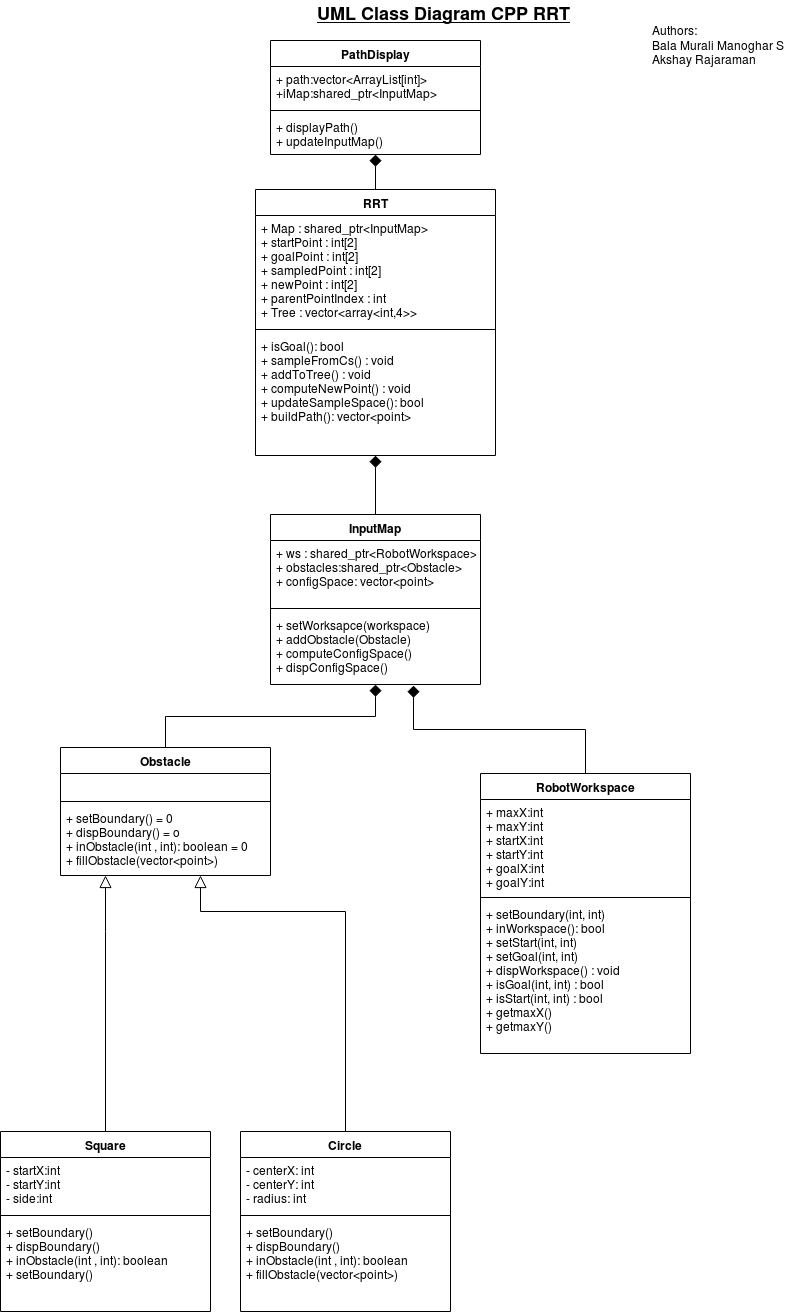 UML Class Diagram CPP RRT
Authors:
Bala Murali Manoghar S
Akshay Rajaraman
PathDisplay
+ path:vector<ArrayList[int]>
+iMap:shared_ptr<InputMap>
+ displayPath()
+ updateInputMap()
RRT
+ Map : shared_ptr<InputMap>
+ startPoint : int[2]
+ goalPoint : int[2]
+ sampledPoint : int[2]
+ newPoint : int[2]
+ parentPointIndex : int
+ Tree : vector<array<int,4>>
+ isGoal(): bool
+ sampleFromCs() : void
+ addToTree() : void
+ computeNewPoint() : void
+ updateSampleSpace(): bool
+ buildPath(): vector<point>
InputMap
+ ws : shared_ptr<RobotWorkspace>
+ obstacles:shared_ptr<Obstacle>
+ configSpace: vector<point>
+ setWorksapce(workspace)
+ addObstacle(Obstacle)
+ computeConfigSpace()
+ dispConfigSpace()
Obstacle
+ setBoundary() = 0
+ dispBoundary() = o
+ inObstacle(int , int): boolean = 0
+ fillObstacle(vector<point>)
RobotWorkspace
+ maxX:int
+ maxY:int
+ startX:int
+ startY:int
+ goalX:int
+ goalY:int
+ setBoundary(int, int)
+ inWorkspace(): bool
+ setStart(int, int)
+ setGoal(int, int)
+ dispWorkspace() : void
+ isGoal(int, int) : bool
+ isStart(int, int) : bool
+ getmaxX()
+ getmaxY()
Square
- startX:int
- startY:int
- side:int
+ setBoundary()
+ dispBoundary()
+ inObstacle(int , int): boolean
+ setBoundary()
Circle
- centerX: int
- centerY: int
- radius: int
+ setBoundary()
+ dispBoundary()
+ inObstacle(int , int): boolean
+ fillObstacle(vector<point>)